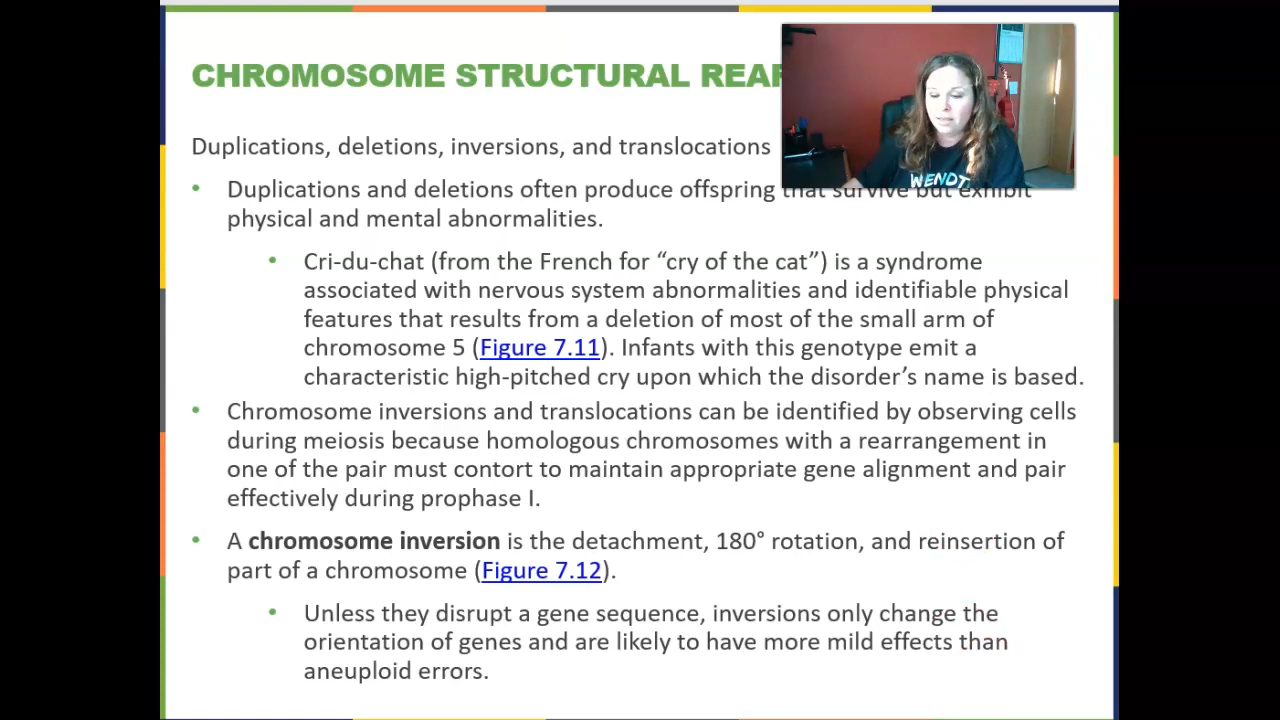 CHROMOSOME STRUCTURAL
Duplications, deletions, inversions, and translocations
• Duplications and deletions often produce offspring that survive but exhibit
physical and mental abnormalities.
• Cri-du-chat (from the French for “cry of the cat”) is a syndrome
associated with nervous system abnormalities and identifiable physical
features that results from a deletion of most of the small arm of
chromosome 5 (Figure 7.11). Infants with this genotype emit a
characteristic high-pitched cry upon which the disorder’s name is based.
• Chromosome inversions and translocations can be identified by observing cells
during meiosis because homologous chromosomes with a rearrangement in
one of the pair must contort to maintain appropriate gene alignment and pair
effectively during prophase I.
• A chromosome inversion is the detachment, 180° rotation, and reinsertion of
part of a chromosome (Figure 7.12).
• Unless they disrupt a gene sequence, inversions only change the
orientation of genes and are likely to have more mild effects than
aneuploid errors.
WENDT